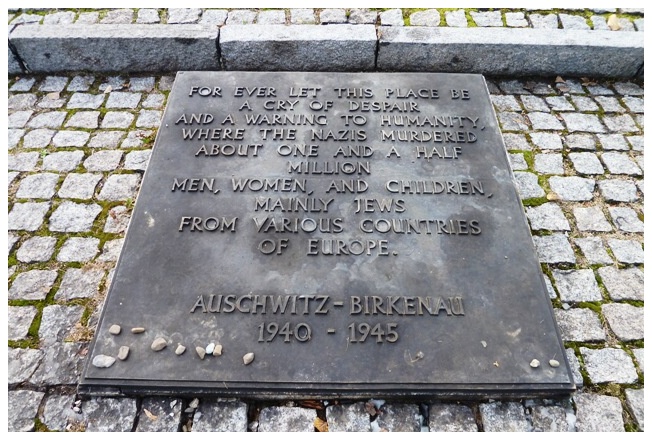 FOR EVER LET THIS PLACE BE
A CRY OF DESPAIR
AND A WARNING TO HUMANITY,
WHERE THE NAZIS MURDERED
ABOUT ONE AND A HALF
MILLION
MEN, WOMEN, AND CHILDREN,
MAINLY JEWS
FROM VARIOUS COUNTRIES
OF EUROPE.
AUSCHWITZ - BIRKENAU
1940 - 1945